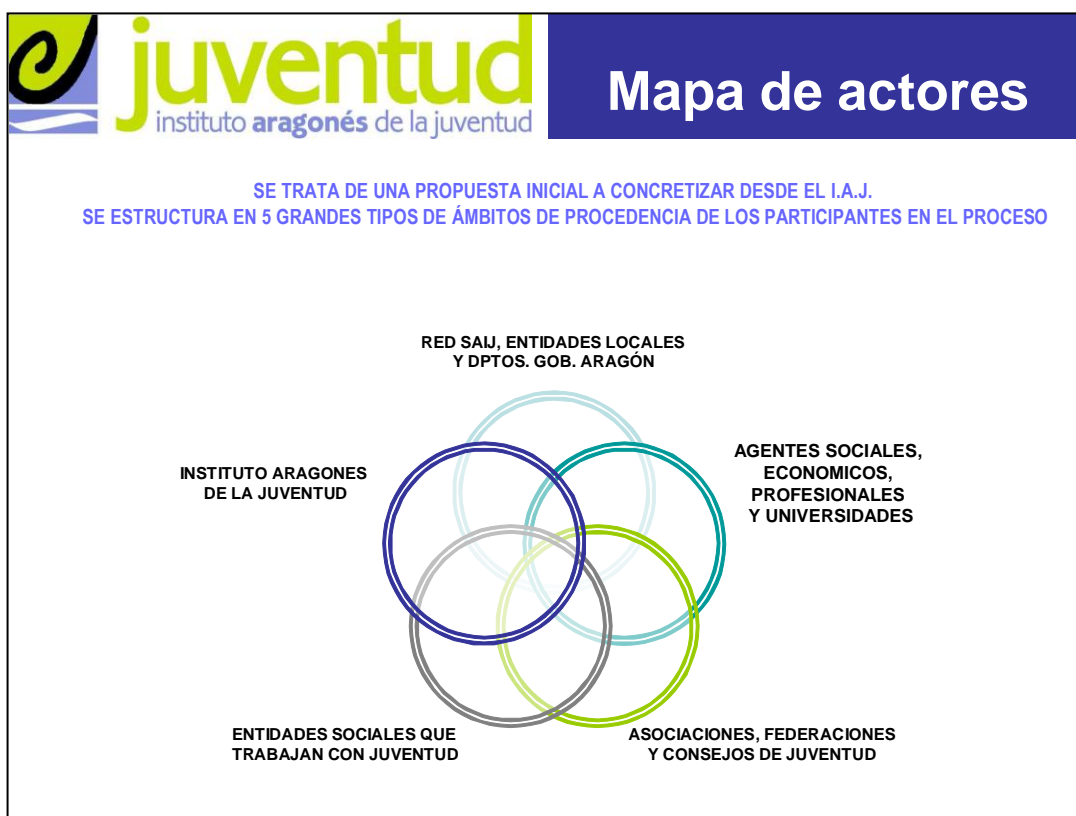 juventud
instituto aragonés de la juventud
Mapa de actores
SE TRATA DE UNA PROPUESTA INICIAL A CONCRETIZAR DESDE EL I.A.J.
SE ESTRUCTURA EN 5 GRANDES TIPOS DE ÁMBITOS DE PROCEDENCIA DE LOS PARTICIPANTES EN EL PROCESO
RED SAIJ, ENTIDADES LOCALES
Y DPTOS. GOB. ARAGÓN
INSTITUTO ARAGONES
DE LA JUVENTUD
AGENTES SOCIALES,
ECONOMICOS,
PROFESIONALES
Y UNIVERSIDADES
ENTIDADES SOCIALES QUE
TRABAJAN CON JUVENTUD
ASOCIACIONES, FEDERACIONES
Y CONSEJOS DE JUVENTUD